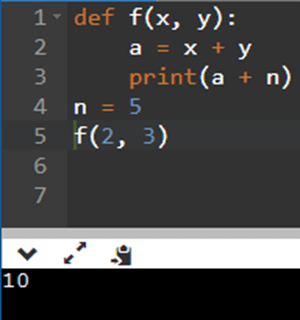 1 def f(x, y):
2     a = x + y
3     print(a + n)
4 n = 5
5 f(2, 3)
6
7
10